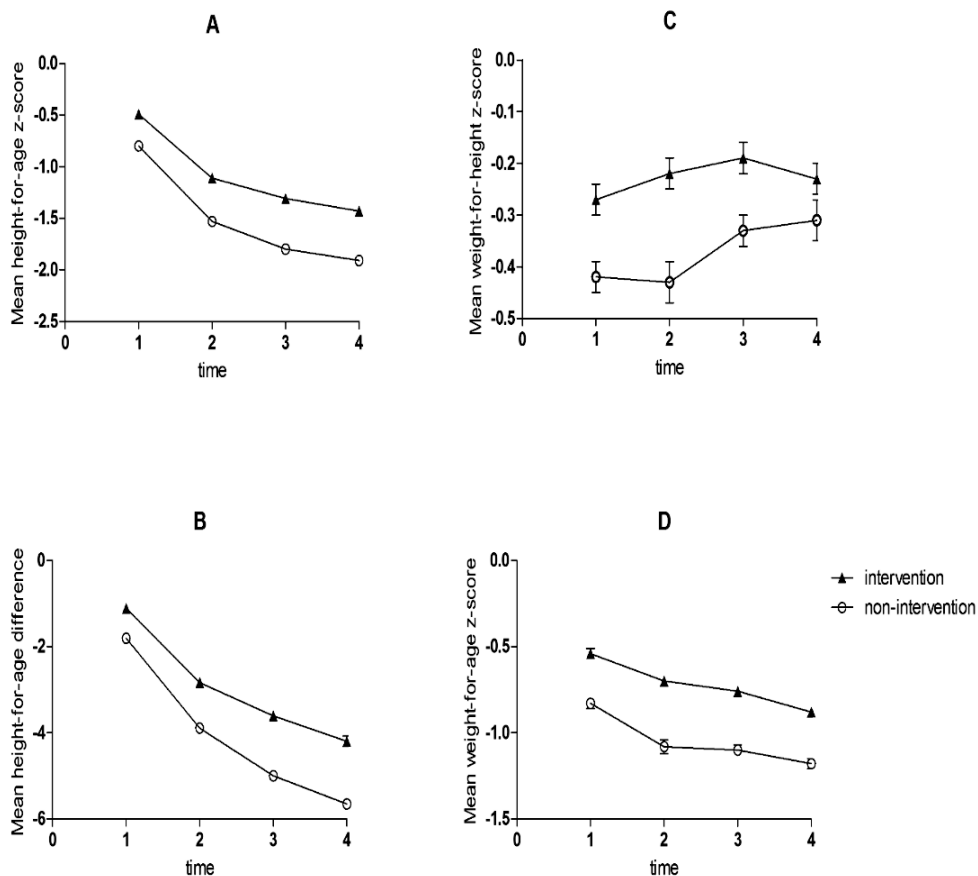 A
Mean height-for-age z-score
0.0
-0.5
-1.0
-1.5
-2.0
-2.5
0 1 2 3 4
time
C
Mean weight-for-height z-score
0.0
-0.1
-0.2
-0.3
-0.4
-0.5
0 1 2 3 4
time
B
Mean height-for-age difference
0
-2
-4
-6
0 1 2 3 4
time
D
Mean weight-for-age z-score
0.0
-0.5
-1.0
-1.5
0 1 2 3 4
time
intervention
non-intervention